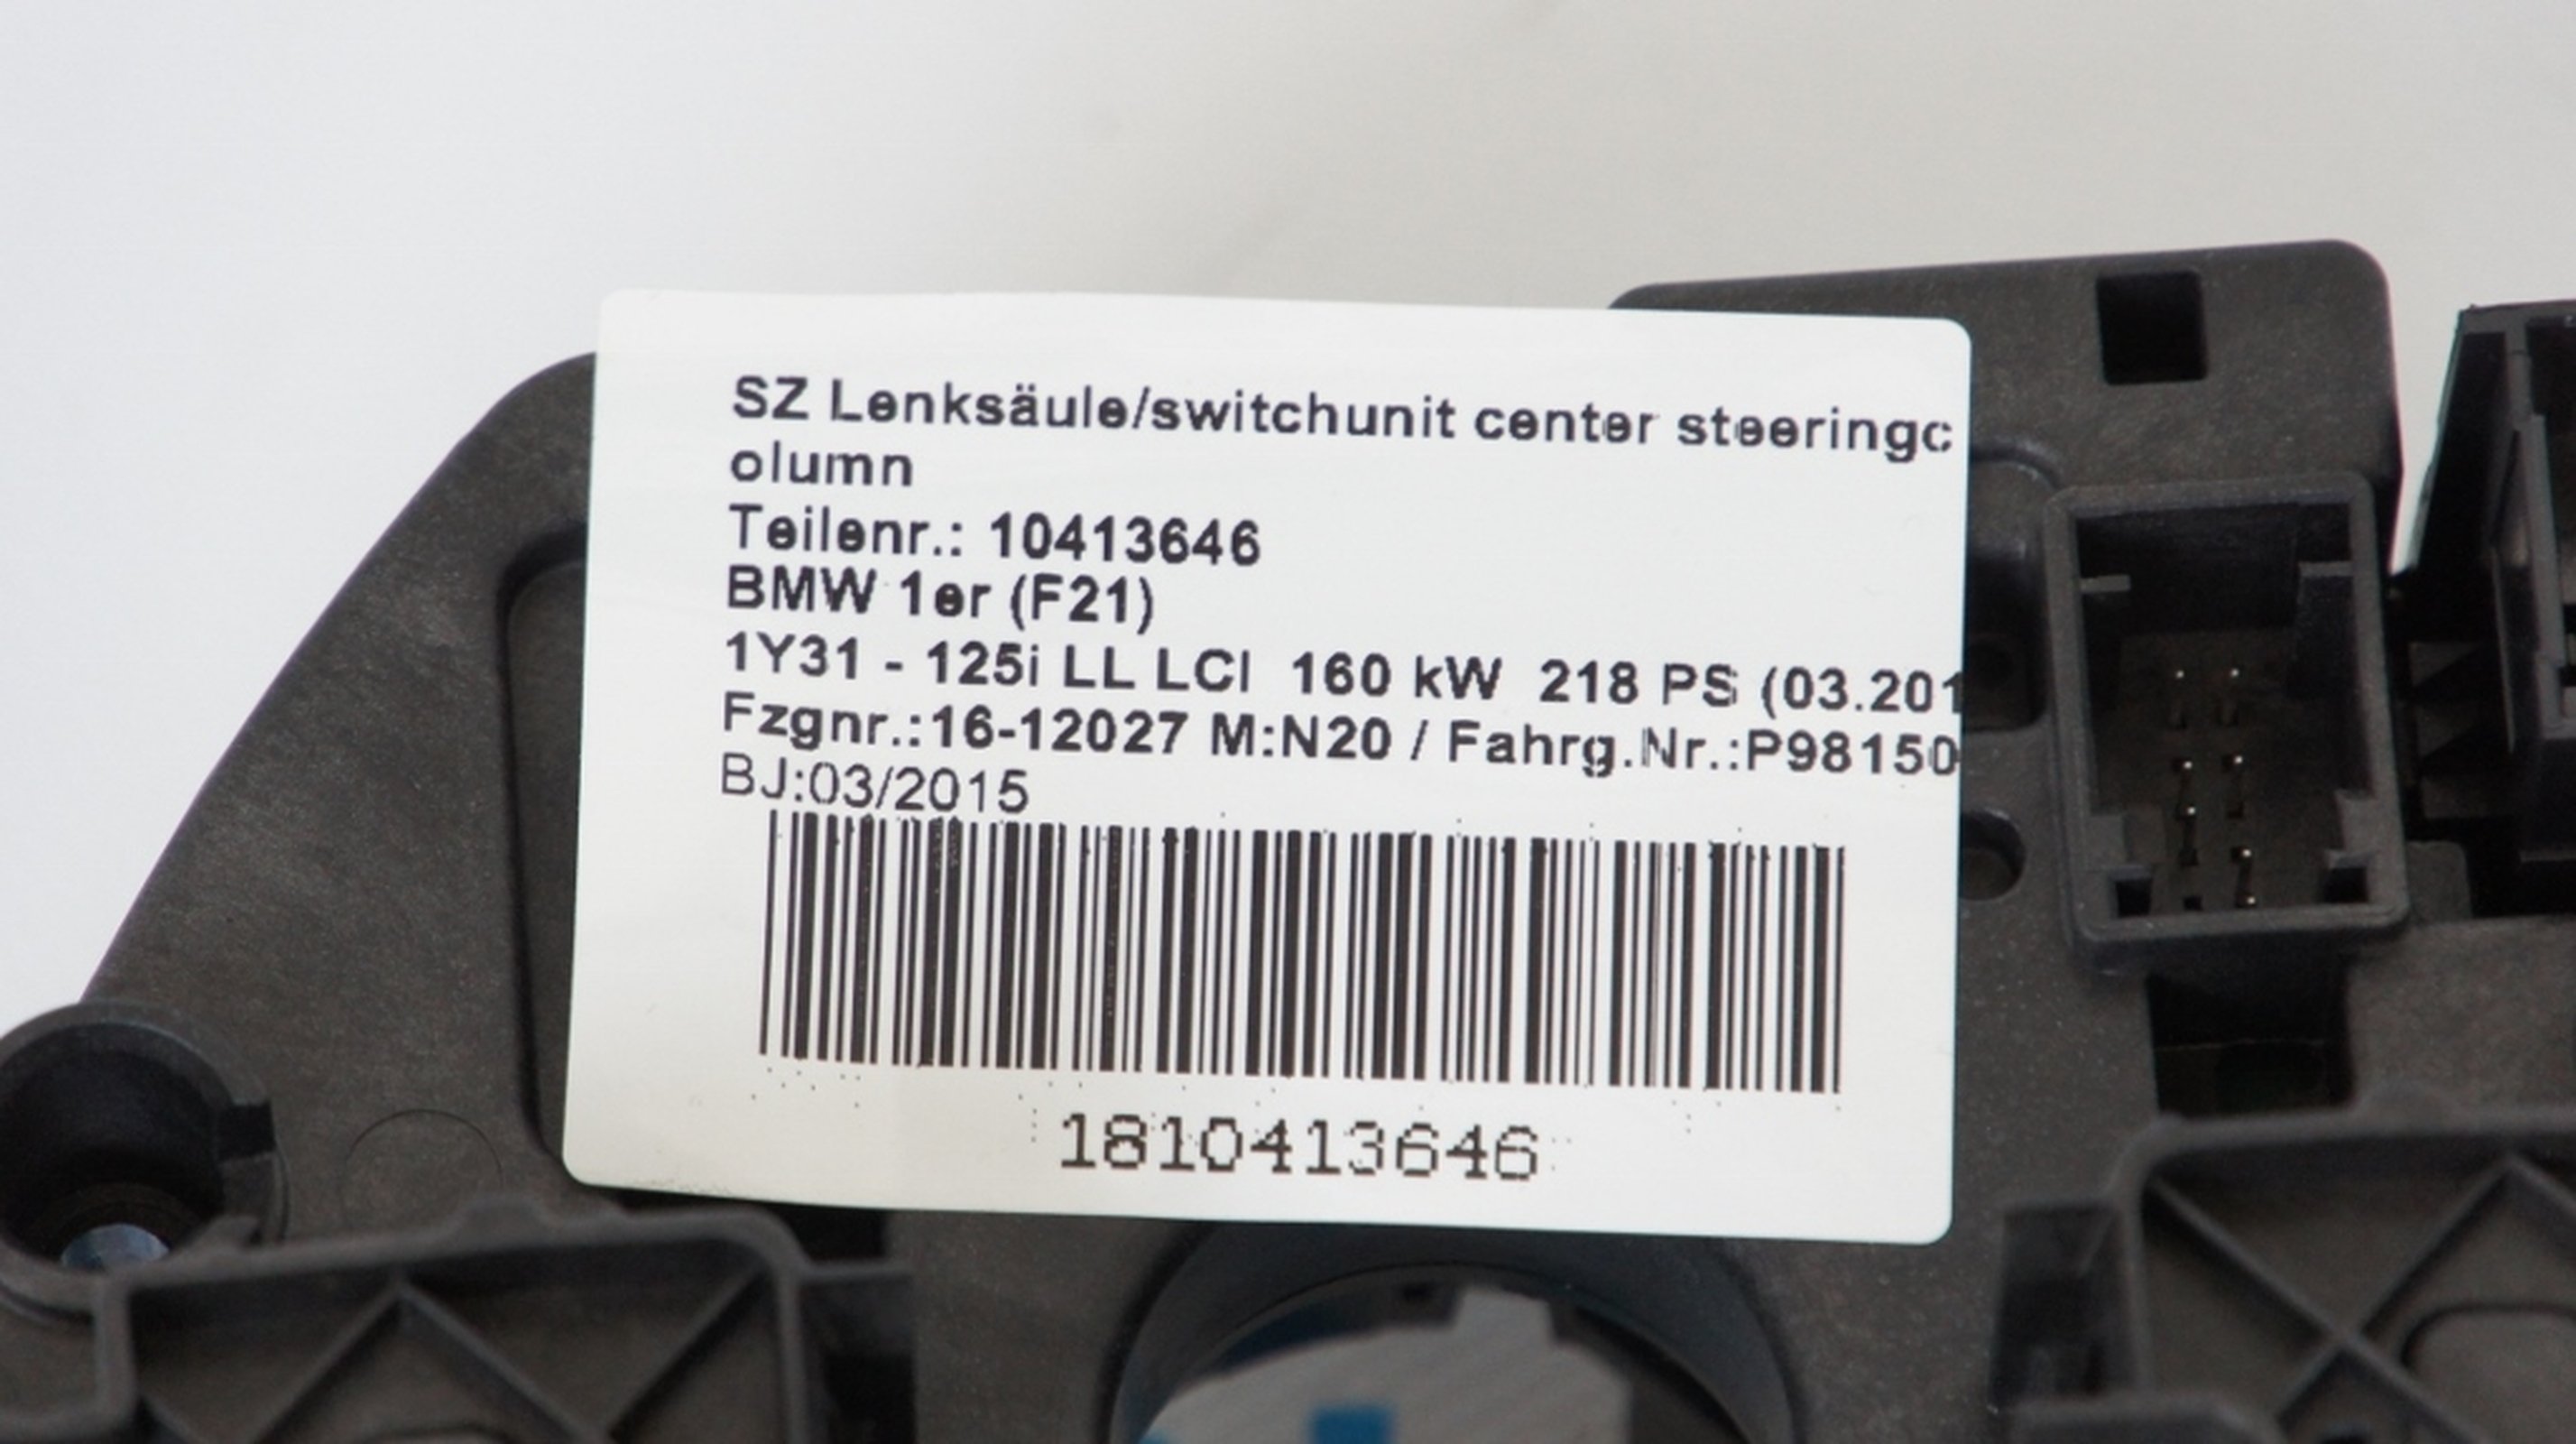 SZ Lenksäule/switchunit center steeringc
olumn
Teilenr.: 10413646
BMW 1er (F21)
1Y31 - 125i LL LCI 160 kW 218 PS (03.201
Fzgnr.:16-12027 M:N20 / Fahrg.Nr.:P98150
BJ:03/2015
1810413646